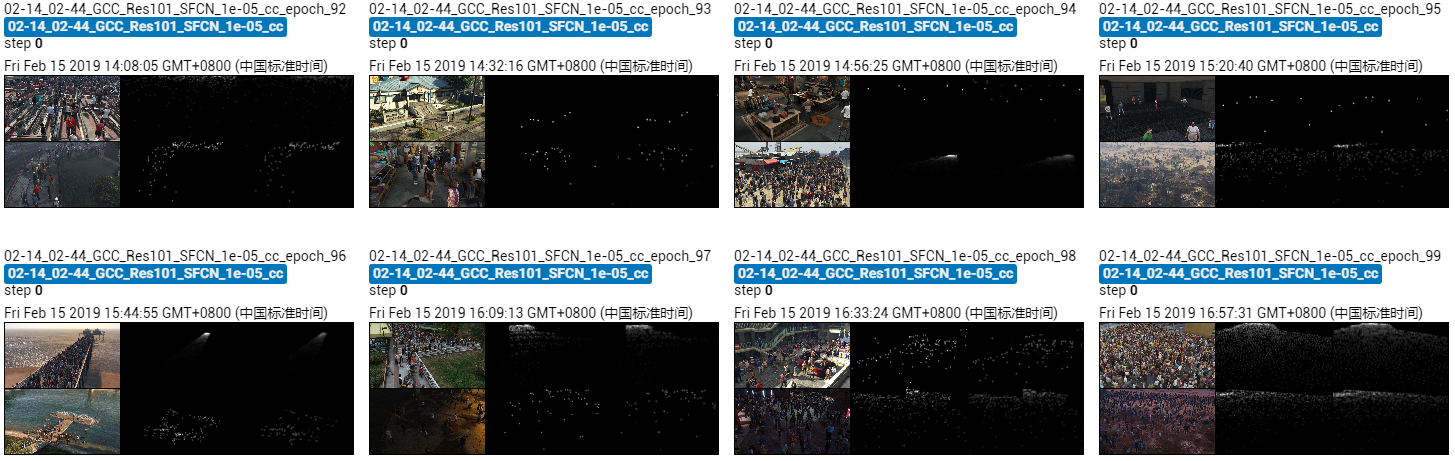 02-14_02-44_GCC_Res101_SFCN_1e-05_cc_epoch_92
02-14_02-44_GCC_Res101_SFCN_1e-05_cc
step 0
Fri Feb 15 2019 14:08:05 GMT+0800 (中国标准时间)
02-14_02-44_GCC_Res101_SFCN_1e-05_cc_epoch_93
02-14_02-44_GCC_Res101_SFCN_1e-05_cc
step 0
Fri Feb 15 2019 14:32:16 GMT+0800 (中国标准时间)
02-14_02-44_GCC_Res101_SFCN_1e-05_cc_epoch_94
02-14_02-44_GCC_Res101_SFCN_1e-05_cc
step 0
Fri Feb 15 2019 14:56:25 GMT+0800 (中国标准时间)
02-14_02-44_GCC_Res101_SFCN_1e-05_cc_epoch_95
02-14_02-44_GCC_Res101_SFCN_1e-05_cc
step 0
Fri Feb 15 2019 15:20:40 GMT+0800 (中国标准时间)
02-14_02-44_GCC_Res101_SFCN_1e-05_cc_epoch_96
02-14_02-44_GCC_Res101_SFCN_1e-05_cc
step 0
Fri Feb 15 2019 15:44:55 GMT+0800 (中国标准时间)
02-14_02-44_GCC_Res101_SFCN_1e-05_cc_epoch_97
02-14_02-44_GCC_Res101_SFCN_1e-05_cc
step 0
Fri Feb 15 2019 16:09:13 GMT+0800 (中国标准时间)
02-14_02-44_GCC_Res101_SFCN_1e-05_cc_epoch_98
02-14_02-44_GCC_Res101_SFCN_1e-05_cc
step 0
Fri Feb 15 2019 16:33:24 GMT+0800 (中国标准时间)
02-14_02-44_GCC_Res101_SFCN_1e-05_cc_epoch_99
02-14_02-44_GCC_Res101_SFCN_1e-05_cc
step 0
Fri Feb 15 2019 16:57:31 GMT+0800 (中国标准时间)